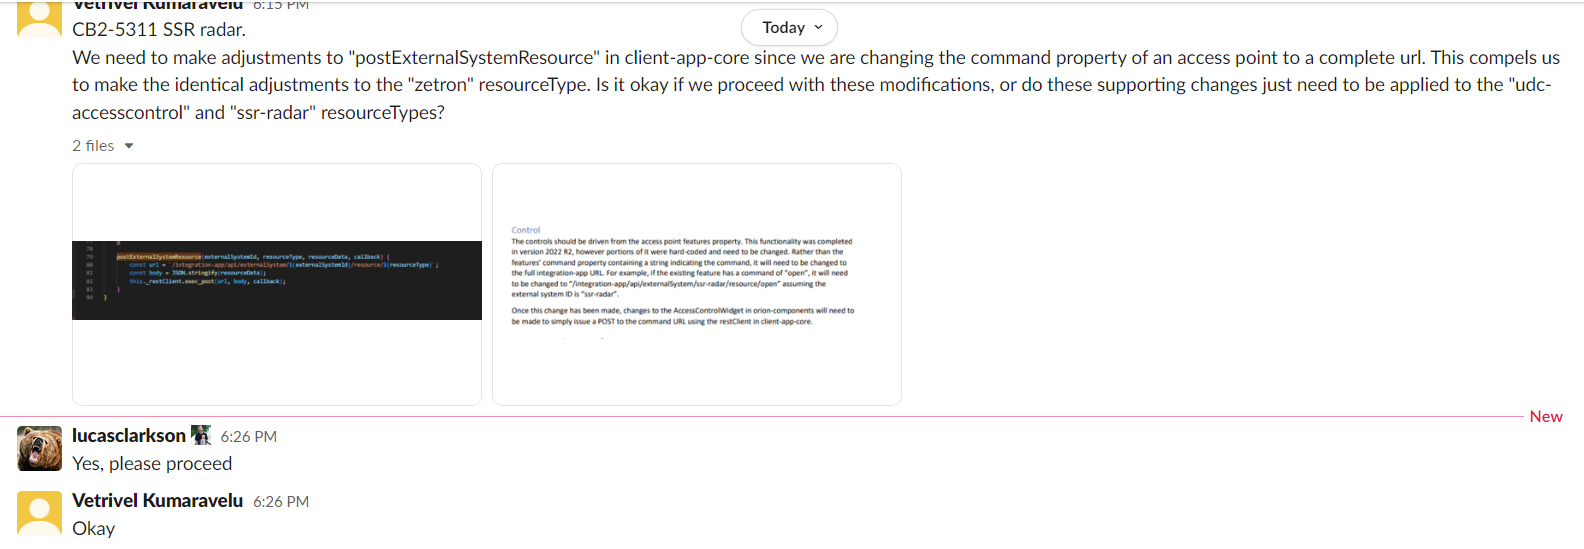 Vetrivel Kumaravelu 6:15 PM
Today
CB2-5311 SSR radar.
We need to make adjustments to "postExternalSystemResource" in client-app-core since we are changing the command property of an access point to a complete url. This compels us
to make the identical adjustments to the "zetron" resourceType. Is it okay if we proceed with these modifications, or do these supporting changes just need to be applied to the "udc-
accesscontrol" and "ssr-radar" resourceTypes?
2 files
78
79 postExternalSystemResource(externalSystemId, resourceType, resourceData, callback) {
80 const url = `/integration-app/api/externalSystem/${externalSystemId}/resource/${resourceType}`;
81 const body = JSON.stringify(resourceData);
82 this._restClient.exec_post(url, body, callback);
83 }
84 }
Control
The controls should be driven from the access point features property. This functionality was completed
in version 2022 R2, however portions of it were hard-coded and need to be changed. Rather than the
features' command property containing a string indicating the command, it will need to be changed to
the full integration-app URL. For example, if the existing feature has a command of "open", it will need
to be changed to "/integration-app/api/externalSystem/ssr-radar/resource/open" assuming the
external system ID is "ssr-radar".
Once this change has been made, changes to the AccessControlWidget in orion-components will need to
be made to simply issue a POST to the command URL using the restClient in client-app-core.
New
lucasclarkson 6:26 PM
Yes, please proceed
Vetrivel Kumaravelu 6:26 PM
Okay